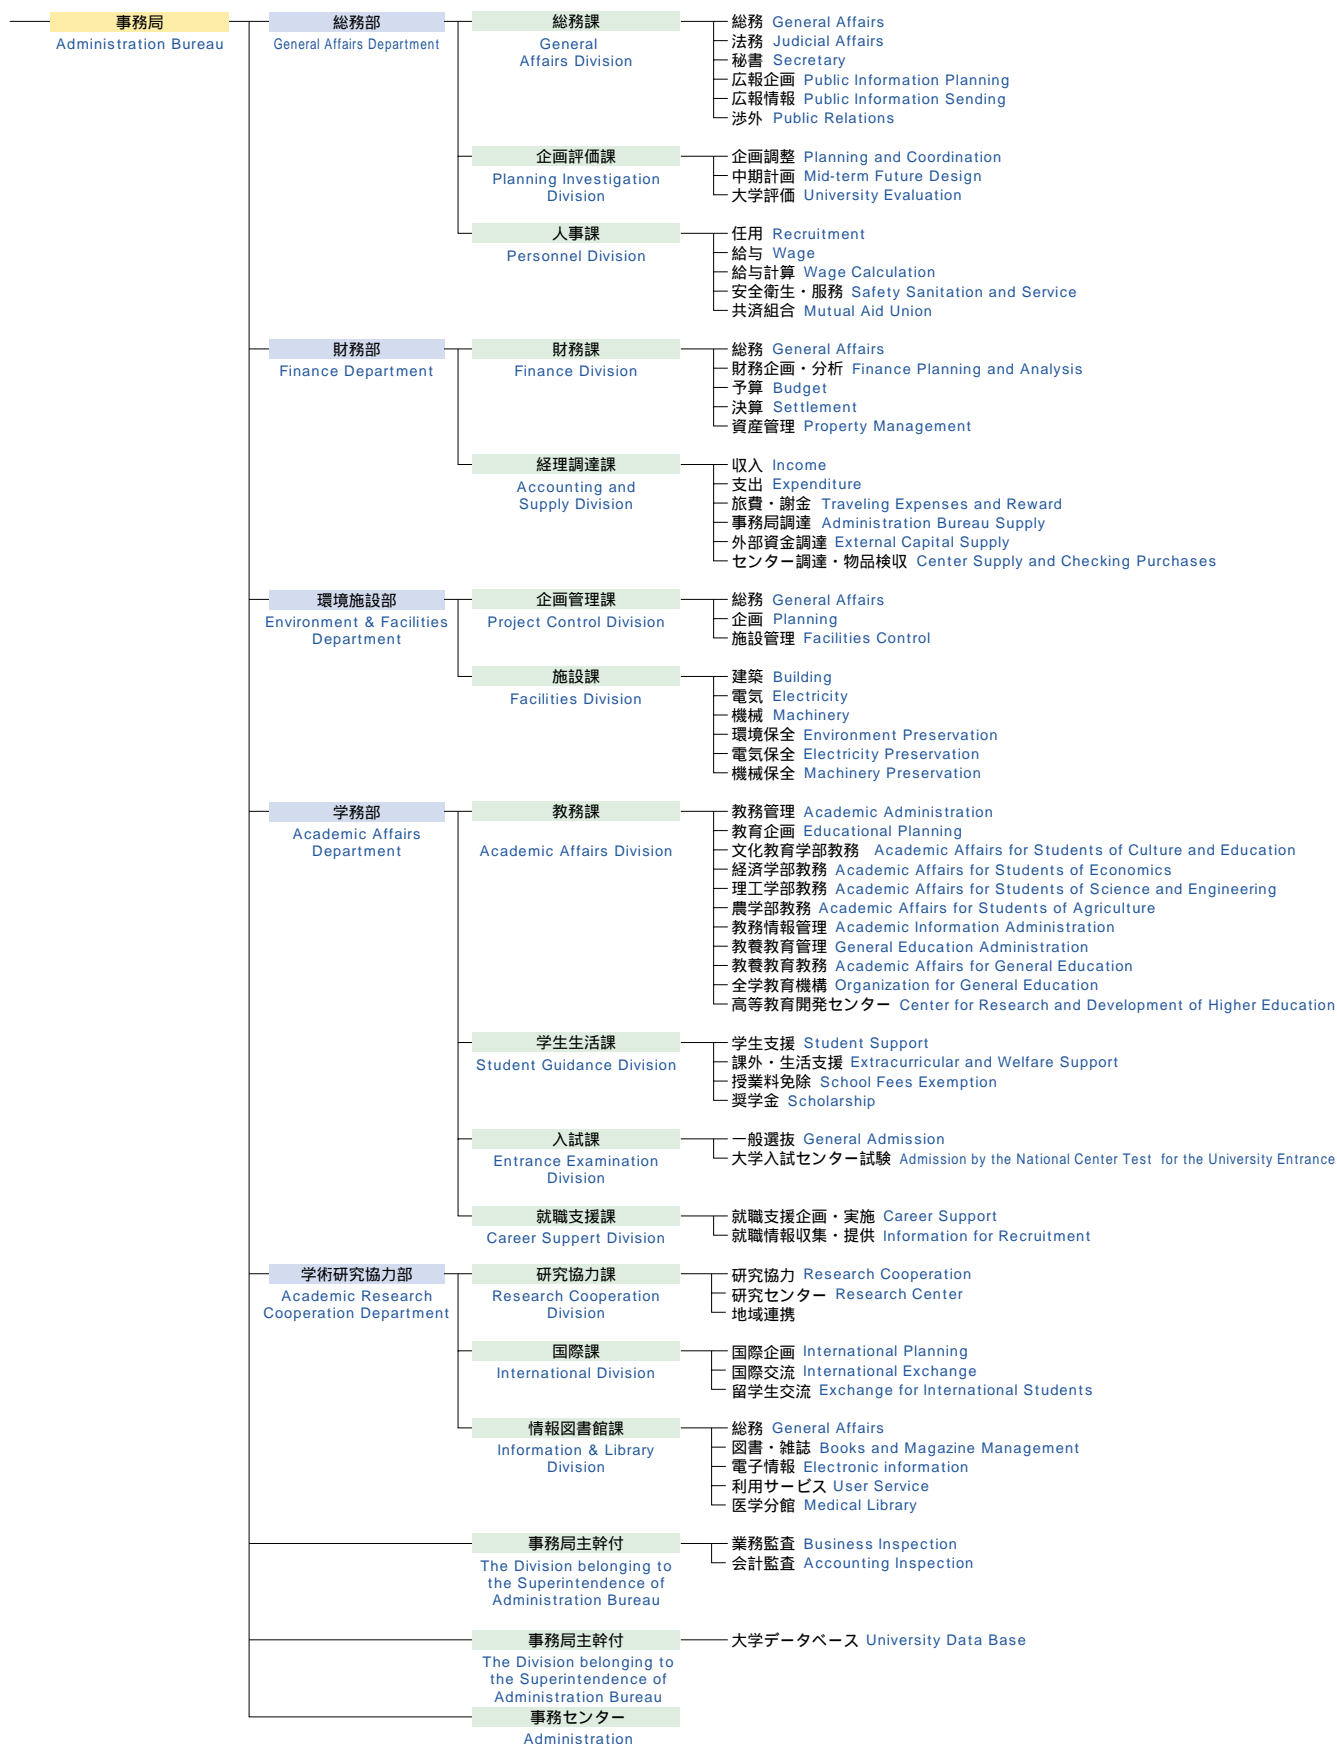 事務局
Administration Bureau
総務部
General Affairs Department
総務課
General
Affairs Division
総務 General Affairs
法務 Judicial Affairs
秘書 Secretary
広報企画 Public Information Planning
広報情報 Public Information Sending
渉外 Public Relations
企画評価課
Planning Investigation
Division
企画調整 Planning and Coordination
中期計画 Mid-term Future Design
大学評価 University Evaluation
人事課
Personnel Division
任用 Recruitment
給与 Wage
給与計算 Wage Calculation
安全衛生・服務 Safety Sanitation and Service
共済組合 Mutual Aid Union
財務部
Finance Department
財務課
Finance Division
総務 General Affairs
財務企画・分析 Finance Planning and Analysis
予算 Budget
決算 Settlement
資産管理 Property Management
経理調達課
Accounting and
Supply Division
収入 Income
支出 Expenditure
旅費・謝金 Traveling Expenses and Reward
事務局調達 Administration Bureau Supply
外部資金調達 External Capital Supply
センター調達・物品検収 Center Supply and Checking Purchases
環境施設部
Environment & Facilities
Department
企画管理課
Project Control Division
総務 General Affairs
企画 Planning
施設管理 Facilities Control
施設課
Facilities Division
建築 Building
電気 Electricity
機械 Machinery
環境保全 Environment Preservation
電気保全 Electricity Preservation
機械保全 Machinery Preservation
学務部
Academic Affairs
Department
教務課
Academic Affairs Division
教務管理 Academic Administration
教育企画 Educational Planning
文化教育学部教務 Academic Affairs for Students of Culture and Education
経済学部教務 Academic Affairs for Students of Economics
理工学部教務 Academic Affairs for Students of Science and Engineering
農学部教務 Academic Affairs for Students of Agriculture
教務情報管理 Academic Information Administration
教養教育管理 General Education Administration
教養教育教務 Academic Affairs for General Education
全学教育機構 Organization for General Education
高等教育開発センター Center for Research and Development of Higher Education
学生生活課
Student Guidance Division
学生支援 Student Support
課外・生活支援 Extracurricular and Welfare Support
授業料免除 School Fees Exemption
奨学金 Scholarship
入試課
Entrance Examination
Division
一般選抜 General Admission
大学入試センター試験 Admission by the National Center Test for the University Entrance
就職支援課
Career Suppert Division
就職支援企画・実施 Career Support
就職情報収集・提供 Information for Recruitment
学術研究協力部
Academic Research
Cooperation Department
研究協力課
Research Cooperation
Division
研究協力 Research Cooperation
研究センター Research Center
地域連携
国際課
International Division
国際企画 International Planning
国際交流 International Exchange
留学生交流 Exchange for International Students
情報図書館課
Information & Library
Division
総務 General Affairs
図書・雑誌 Books and Magazine Management
電子情報 Electronic information
利用サービス User Service
医学分館 Medical Library
事務局主幹付
The Division belonging to
the Superintendence of
Administration Bureau
業務監査 Business Inspection
会計監査 Accounting Inspection
事務局主幹付
The Division belonging to
the Superintendence of
Administration Bureau
大学データベース University Data Base
事務センター
Administration